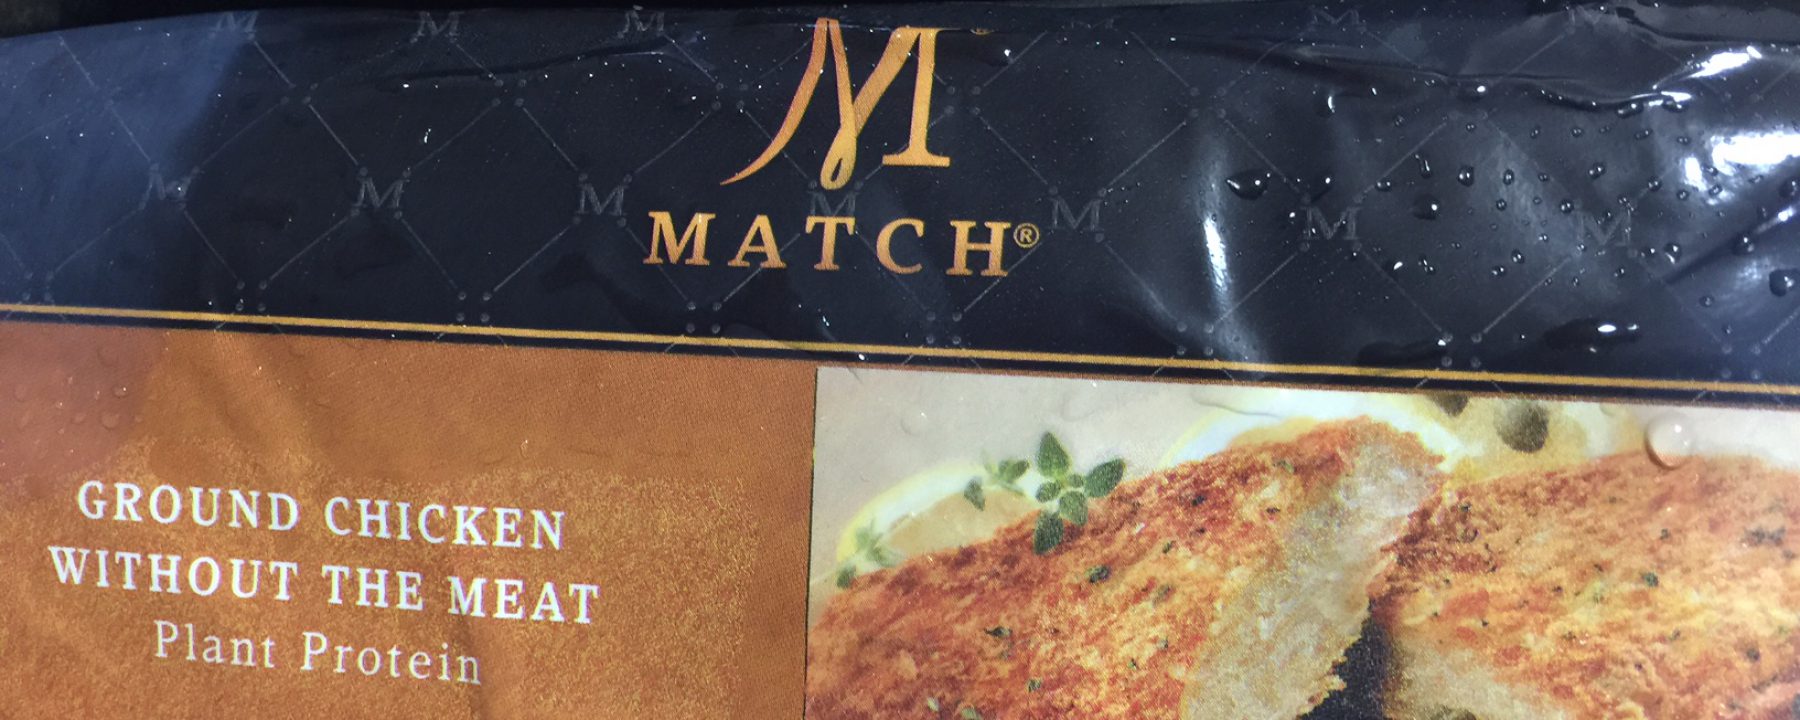 M
MATCH®
GROUND CHICKEN
WITHOUT THE MEAT
Plant Protein